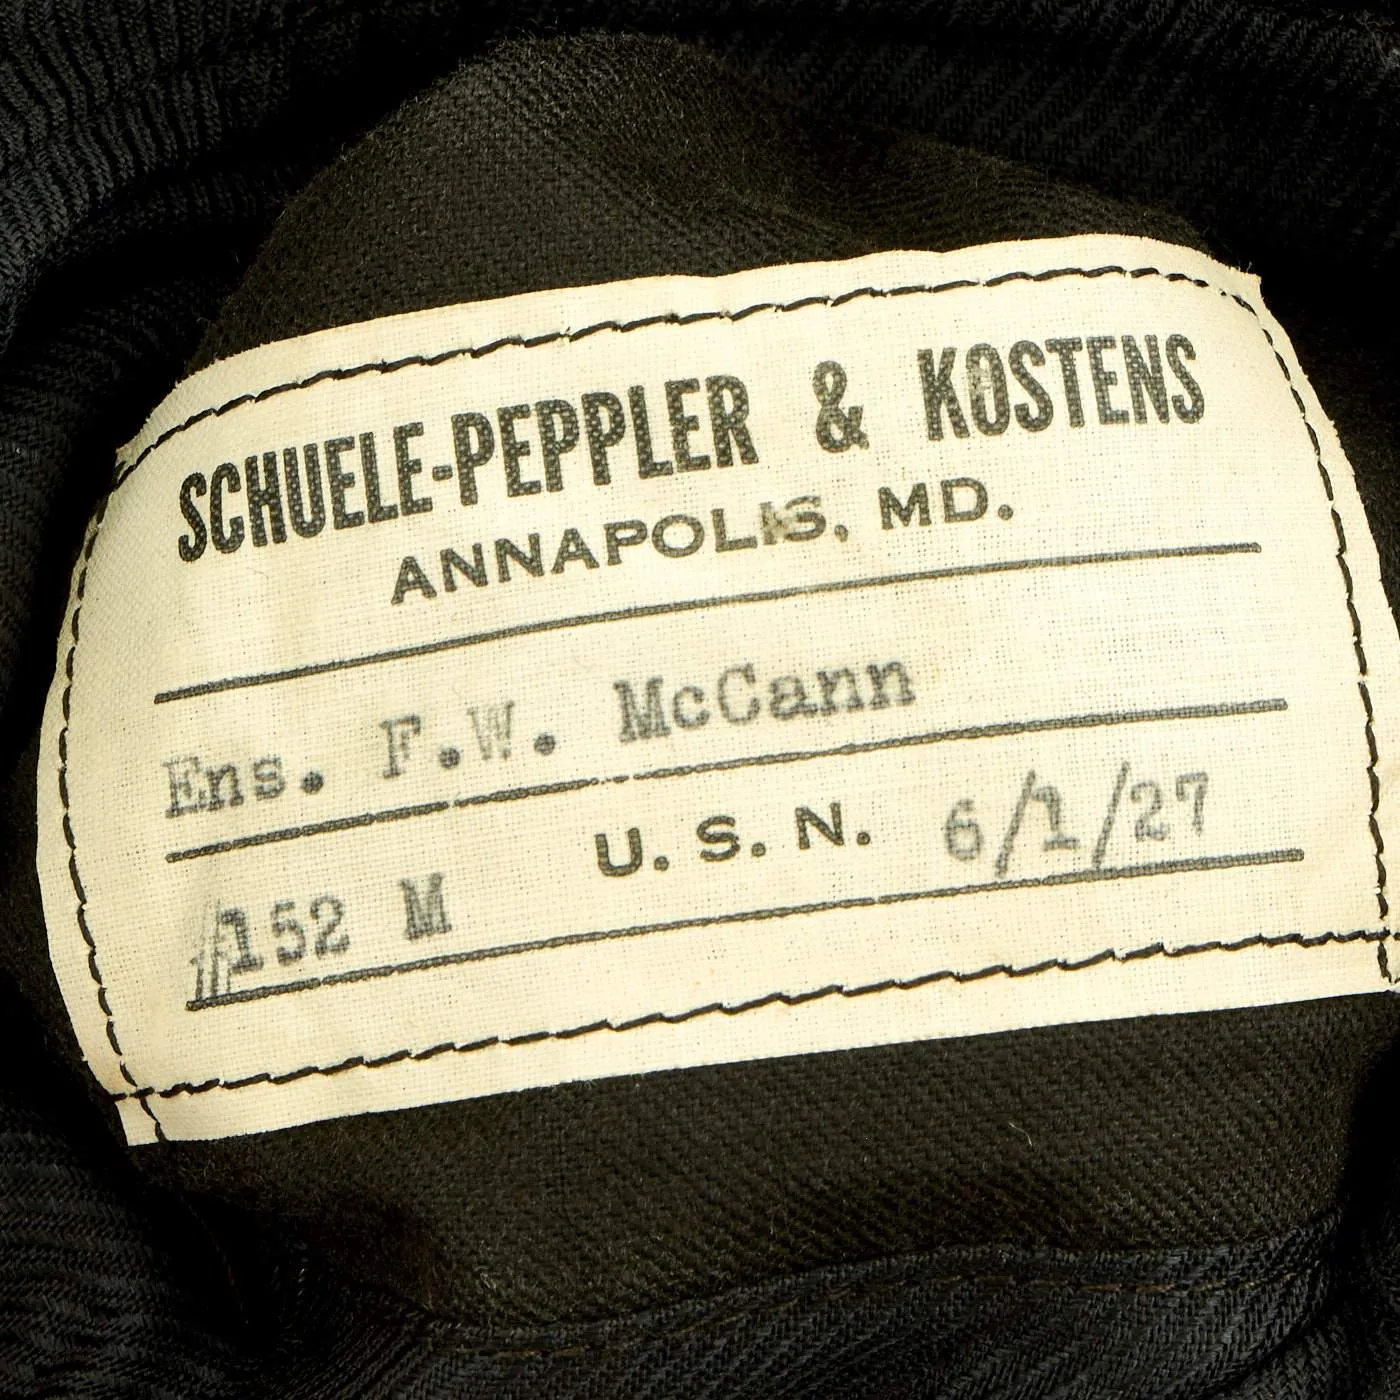 SCHUELE-PEPPLER & KOSTENS
ANNAPOLIS, MD.
Ens. F.W. McCann
U. S. N. 6/1/27
#152 M